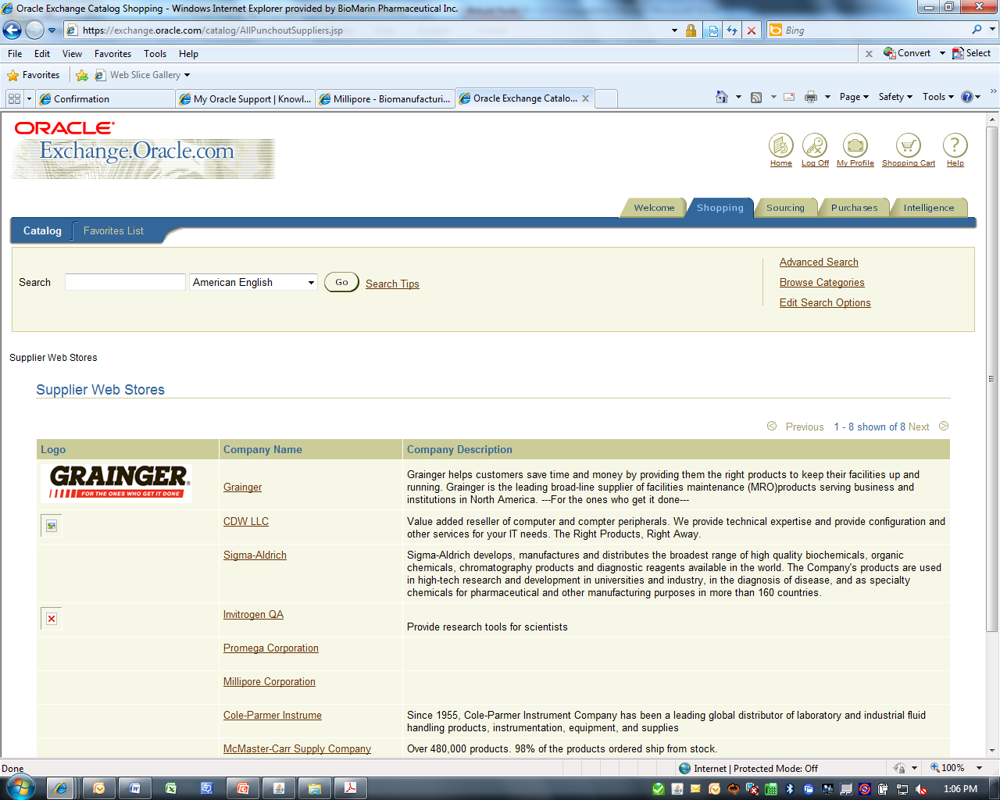 Oracle Exchange Catalog Shopping - Windows Internet Explorer provided by BioMarin Pharmaceutical Inc.
https://exchange.oracle.com/catalog/AllPunchoutSuppliers.jsp
Bing
File Edit View Favorites Tools Help
Convert Select
Favorites Web Slice Gallery
Confirmation
My Oracle Support | Knowl...
Millipore - Biomanufacturi...
Oracle Exchange Catalo...
Page Safety Tools
ORACLE
Exchange.Oracle.com
Home Log Off My Profile Shopping Cart Help
Welcome Shopping Sourcing Purchases Intelligence
Catalog Favorites List
Search American English Go Search Tips
Advanced Search
Browse Categories
Edit Search Options
Supplier Web Stores
Supplier Web Stores
Previous 1 - 8 shown of 8 Next
Logo Company Name Company Description
GRAINGER®
FOR THE ONES WHO GET IT DONE
Grainger
Grainger helps customers save time and money by providing them the right products to keep their facilities up and
running. Grainger is the leading broad-line supplier of facilities maintenance (MRO)products serving business and
institutions in North America. ---For the ones who get it done---
CDW LLC
Value added reseller of computer and compter peripherals. We provide technical expertise and provide configuration and
other services for your IT needs. The Right Products, Right Away.
Sigma-Aldrich
Sigma-Aldrich develops, manufactures and distributes the broadest range of high quality biochemicals, organic
chemicals, chromatography products and diagnostic reagents available in the world. The Company's products are used
in high-tech research and development in universities and industry, in the diagnosis of disease, and as specialty
chemicals for pharmaceutical and other manufacturing purposes in more than 160 countries.
Invitrogen QA
Provide research tools for scientists
Promega Corporation
Millipore Corporation
Cole-Parmer Instrume
Since 1955, Cole-Parmer Instrument Company has been a leading global distributor of laboratory and industrial fluid
handling products, instrumentation, equipment, and supplies
McMaster-Carr Supply Company
Over 480,000 products. 98% of the products ordered ship from stock.
Done
Internet | Protected Mode: Off
100%
1:06 PM